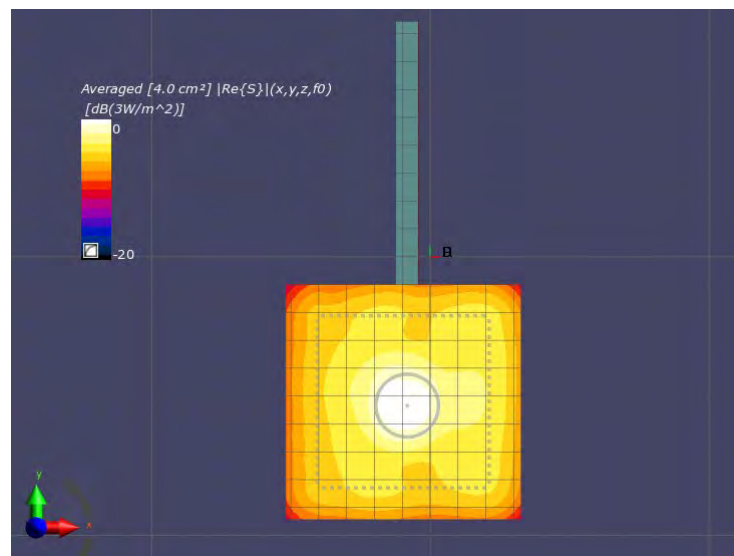 Averaged [4.0 cm²] |Re{S}|(x,y,z,f0)
[dB(3W/m^2)]
0
-20
y
x